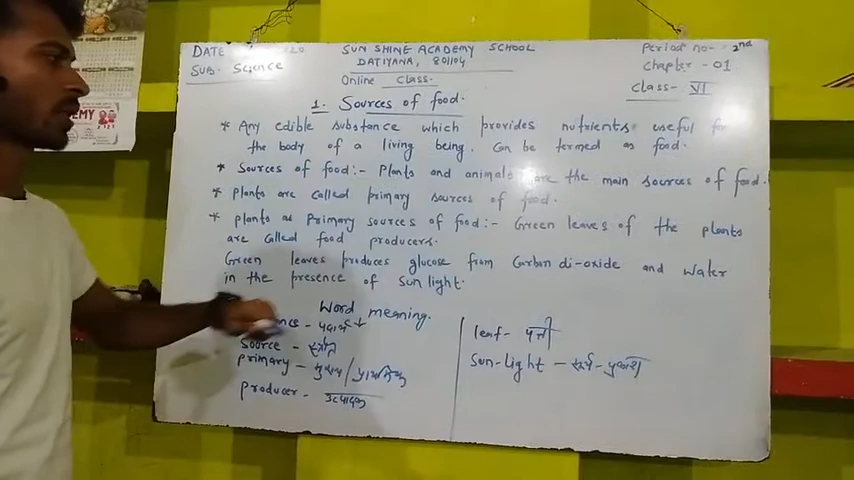 DATE 2020 SUN SHINE ACADEMY SCHOOL Period no- 2nd
DATIYANA, 801104 Chapter - 01
SUB- Science Online class- Class- VI
1. Sources of food.
* Any edible substance which provides nutrients useful for
the body of a living being. Can be termed as food.
* Sources of food:- Plants and animals are the main sources of food.
* Plants are called primary sources of food.
* Plants as Primary sources of food:- Green leaves of the plants
are called food producers.
Green leaves produces glucose from Carbon di-oxide and water
in the presence of sunlight.
Word meaning.
nce - पदार्थ
Source - स्त्रोत
Primary - मुख्य/प्राथमिक
Producer - उत्पादक
leaf - पत्ती
Sun-Light - सूर्य-प्रकाश